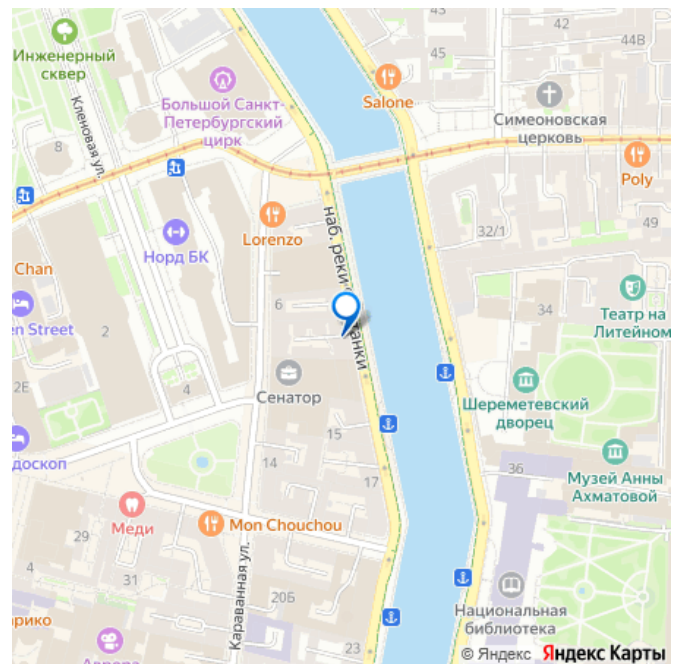 43
42
45
44В
Инженерный
сквер
Salone
Большой Санкт-
Петербургский
цирк
Симеоновская
церковь
Кленовая ул.
8
Poly
Lorenzo
наб. реки
49
32/1
Норд БК
Chan
34
6
Театр на
Литейном
en Street
2
танки
Сенатор
4
2Е
Шереметевский
дворец
15
доскоп
14
36
17
Музей Анны
Ахматовой
Меди
Mon Chouchou
29
4
31
Караванная ул.
20Б
Национальная
библиотека
арико
23
Аврора
© Яндекс Яндекс Карты